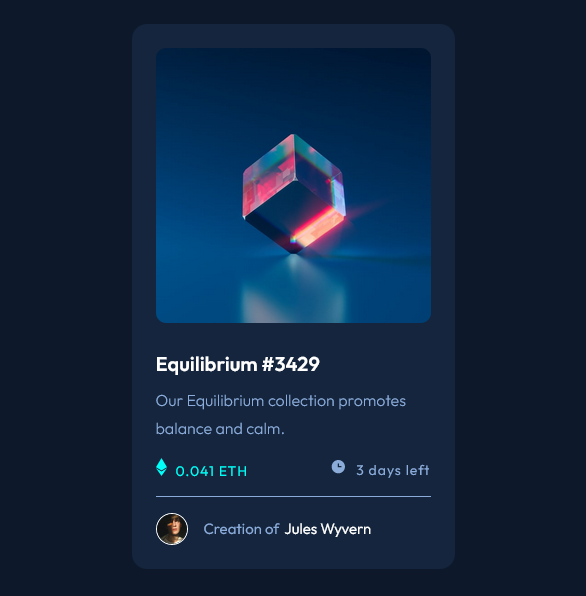 Equilibrium #3429
Our Equilibrium collection promotes
balance and calm.
0.041 ETH
3 days left
Creation of Jules Wyvern